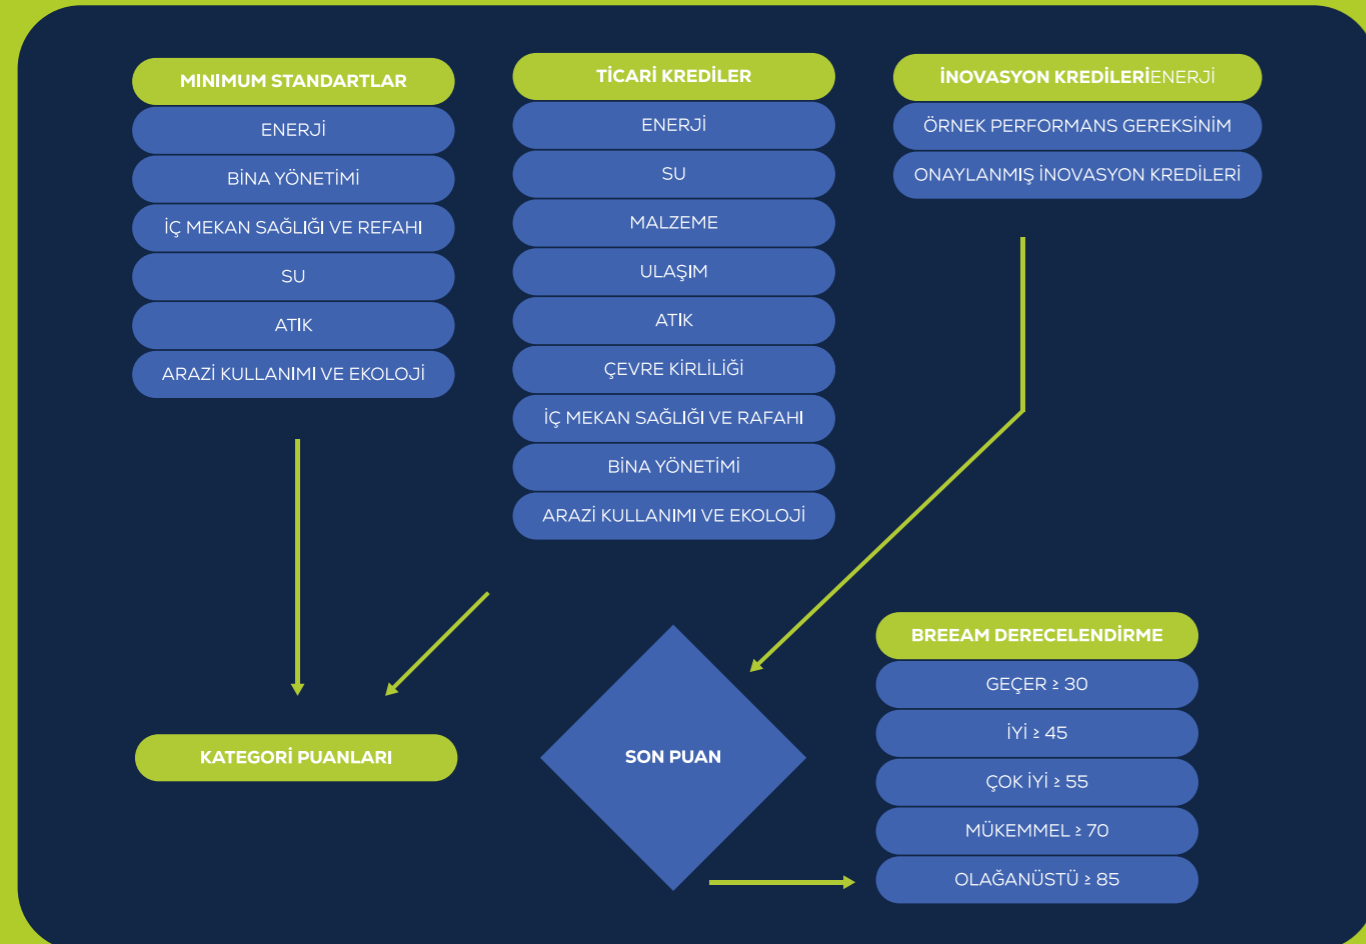 MINIMUM STANDARTLAR
ENERJİ
BİNA YÖNETİMİ
İÇ MEKAN SAĞLIĞI VE REFAHI
SU
ATIK
ARAZİ KULLANIMI VE EKOLOJİ
TİCARİ KREDİLER
ENERJİ
SU
MALZEME
ULAŞIM
ATIK
ÇEVRE KİRLİLİĞİ
İÇ MEKAN SAĞLIĞI VE RAFAHI
BİNA YÖNETİMİ
ARAZİ KULLANIMI VE EKOLOJİ
İNOVASYON KREDİLERİENERJİ
ÖRNEK PERFORMANS GEREKSİNIM
ONAYLANMIŞ İNOVASYON KREDİLERİ
KATEGORİ PUANLARI
SON PUAN
BREEAM DERECELENDİRME
GEÇER ≥ 30
İYİ ≥ 45
ÇOK İYİ ≥ 55
MÜKEMMEL ≥ 70
OLAĞANÜSTÜ ≥ 85